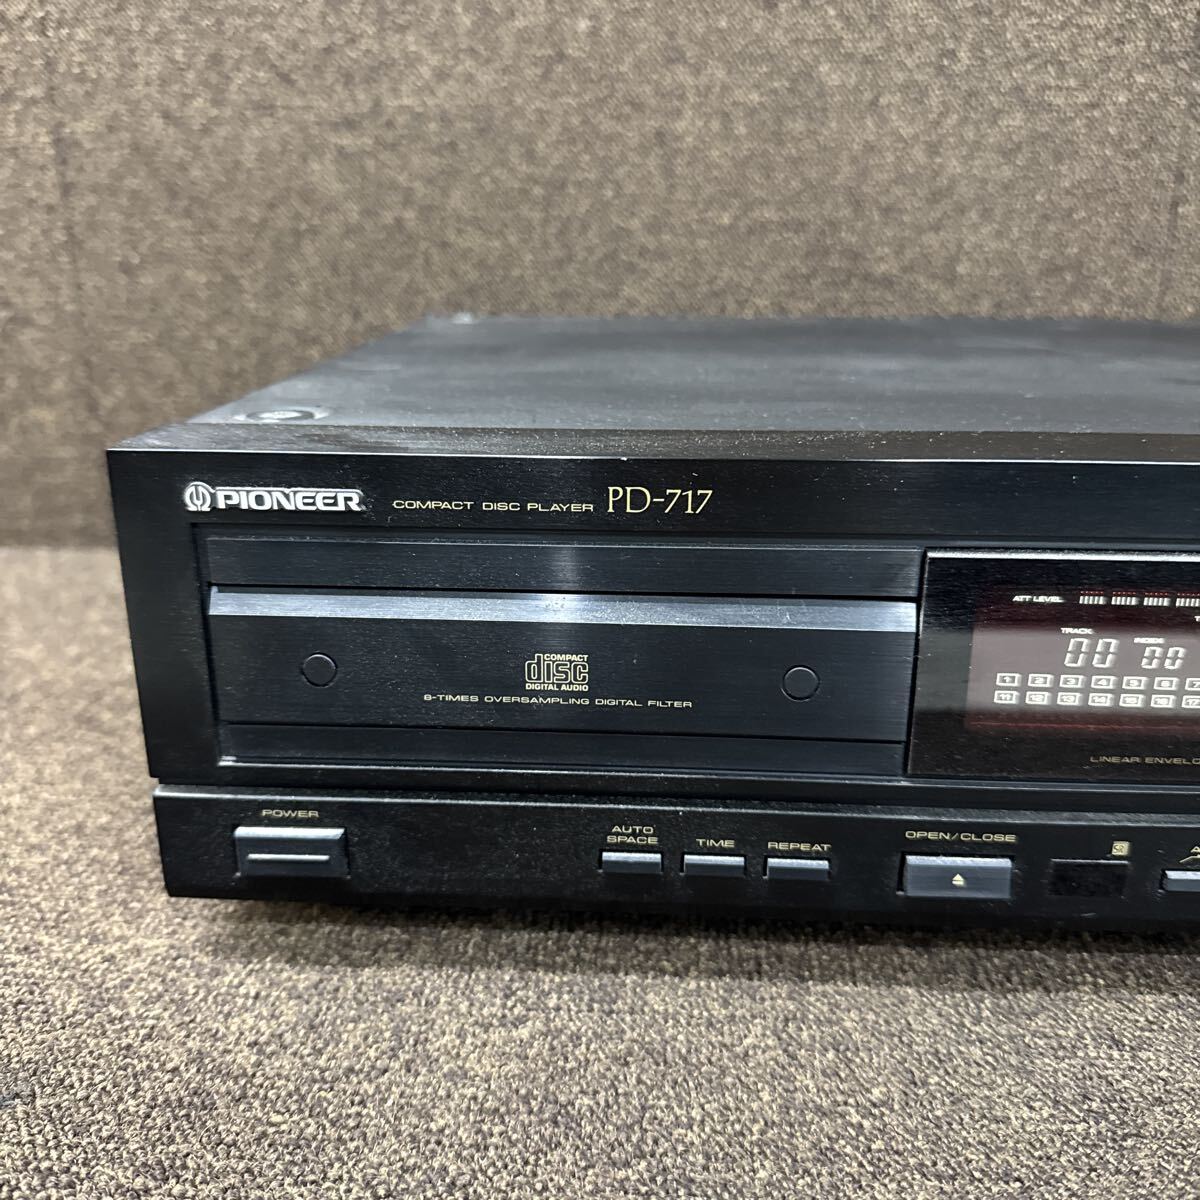 PIONEER COMPACT DISC PLAYER PD-717
ATT LEVEL
TRACK INDEX
00 00
1 2 3 4 5 6 7
11 12 13 14 15 16 17
COMPACT
disc
DIGITAL AUDIO
8-TIMES OVERSAMPLING DIGITAL FILTER
LINEAR ENVELO
POWER
AUTO SPACE
TIME
REPEAT
OPEN/CLOSE
SR